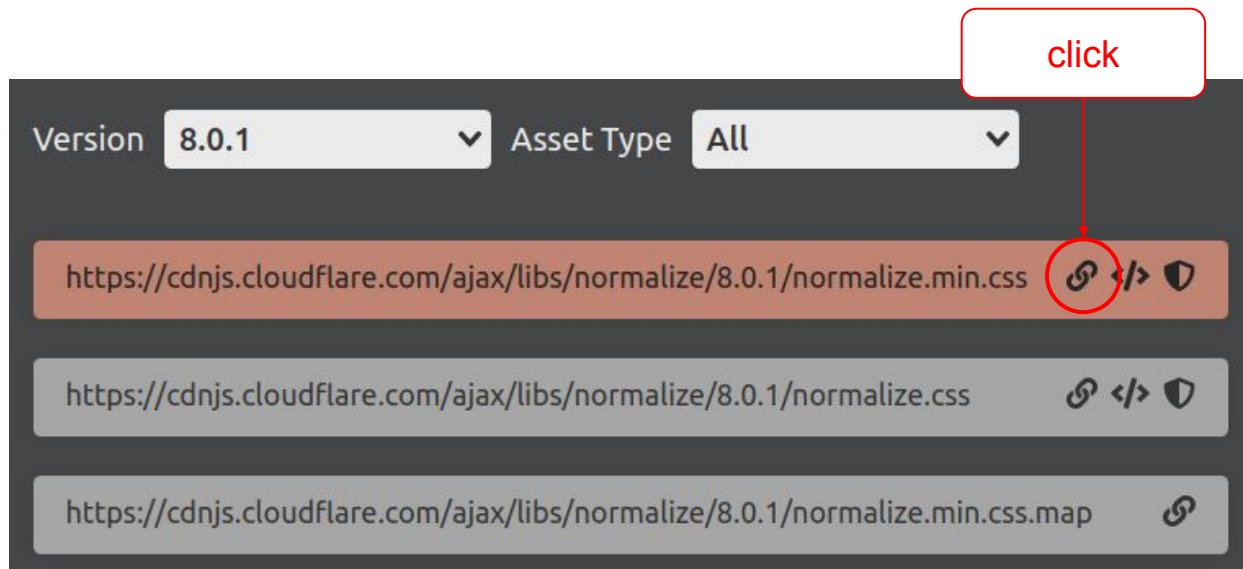 click
Version 8.0.1 Asset Type All
https://cdnjs.cloudflare.com/ajax/libs/normalize/8.0.1/normalize.min.css </>
https://cdnjs.cloudflare.com/ajax/libs/normalize/8.0.1/normalize.css </>
https://cdnjs.cloudflare.com/ajax/libs/normalize/8.0.1/normalize.min.css.map